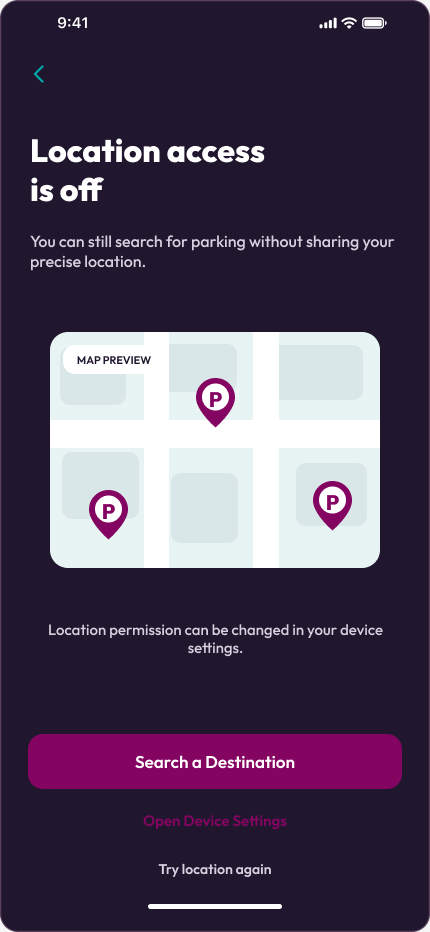 9:41
Location access
is off
You can still search for parking without sharing your
precise location.
MAP PREVIEW
P
P
P
Location permission can be changed in your device
settings.
Search a Destination
Open Device Settings
Try location again